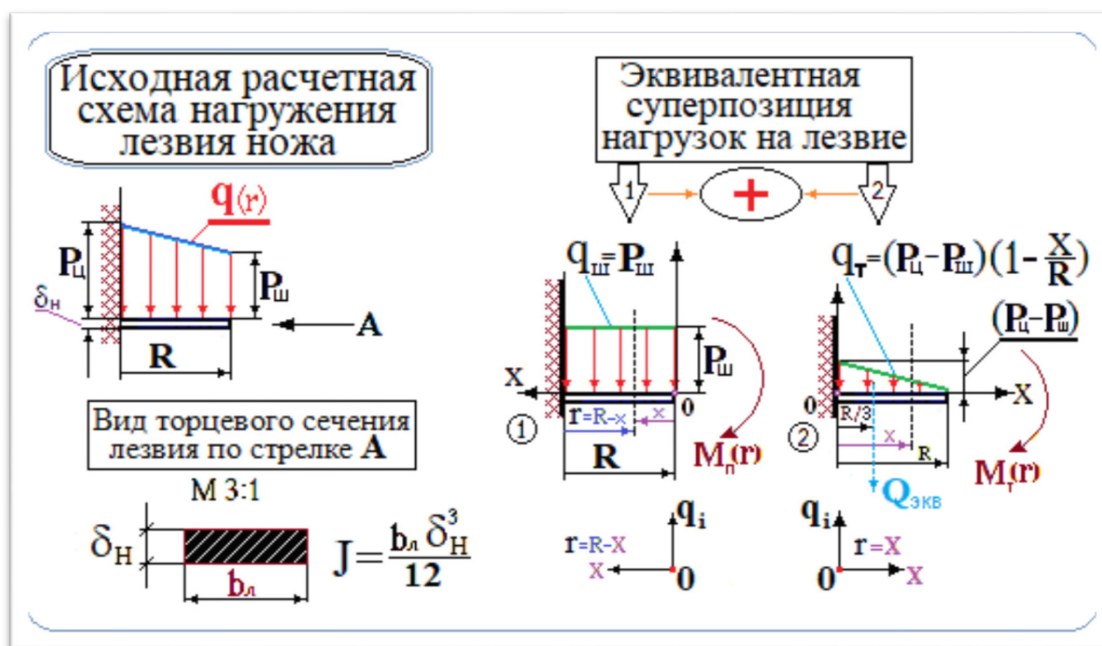 Исходная расчетная
схема нагружения
лезвия ножа
Эквивалентная
суперпозиция
нагрузок на лезвие
1
+
2
q(r)
Pц
Pш
δн
A
R
qш=Pш
Pш
X
0
r=R-x
x
1
R
Mп(r)
qт=(Pц-Pш)(1-X/R)
(Pц-Pш)
0
X
R/3
x
R
2
Mт(r)
Qэкв
Вид торцевого сечения
лезвия по стрелке A
М 3:1
δн
bл
J=bл δн³/12
qi
r=R-X
X
0
qi
r=X
0
X